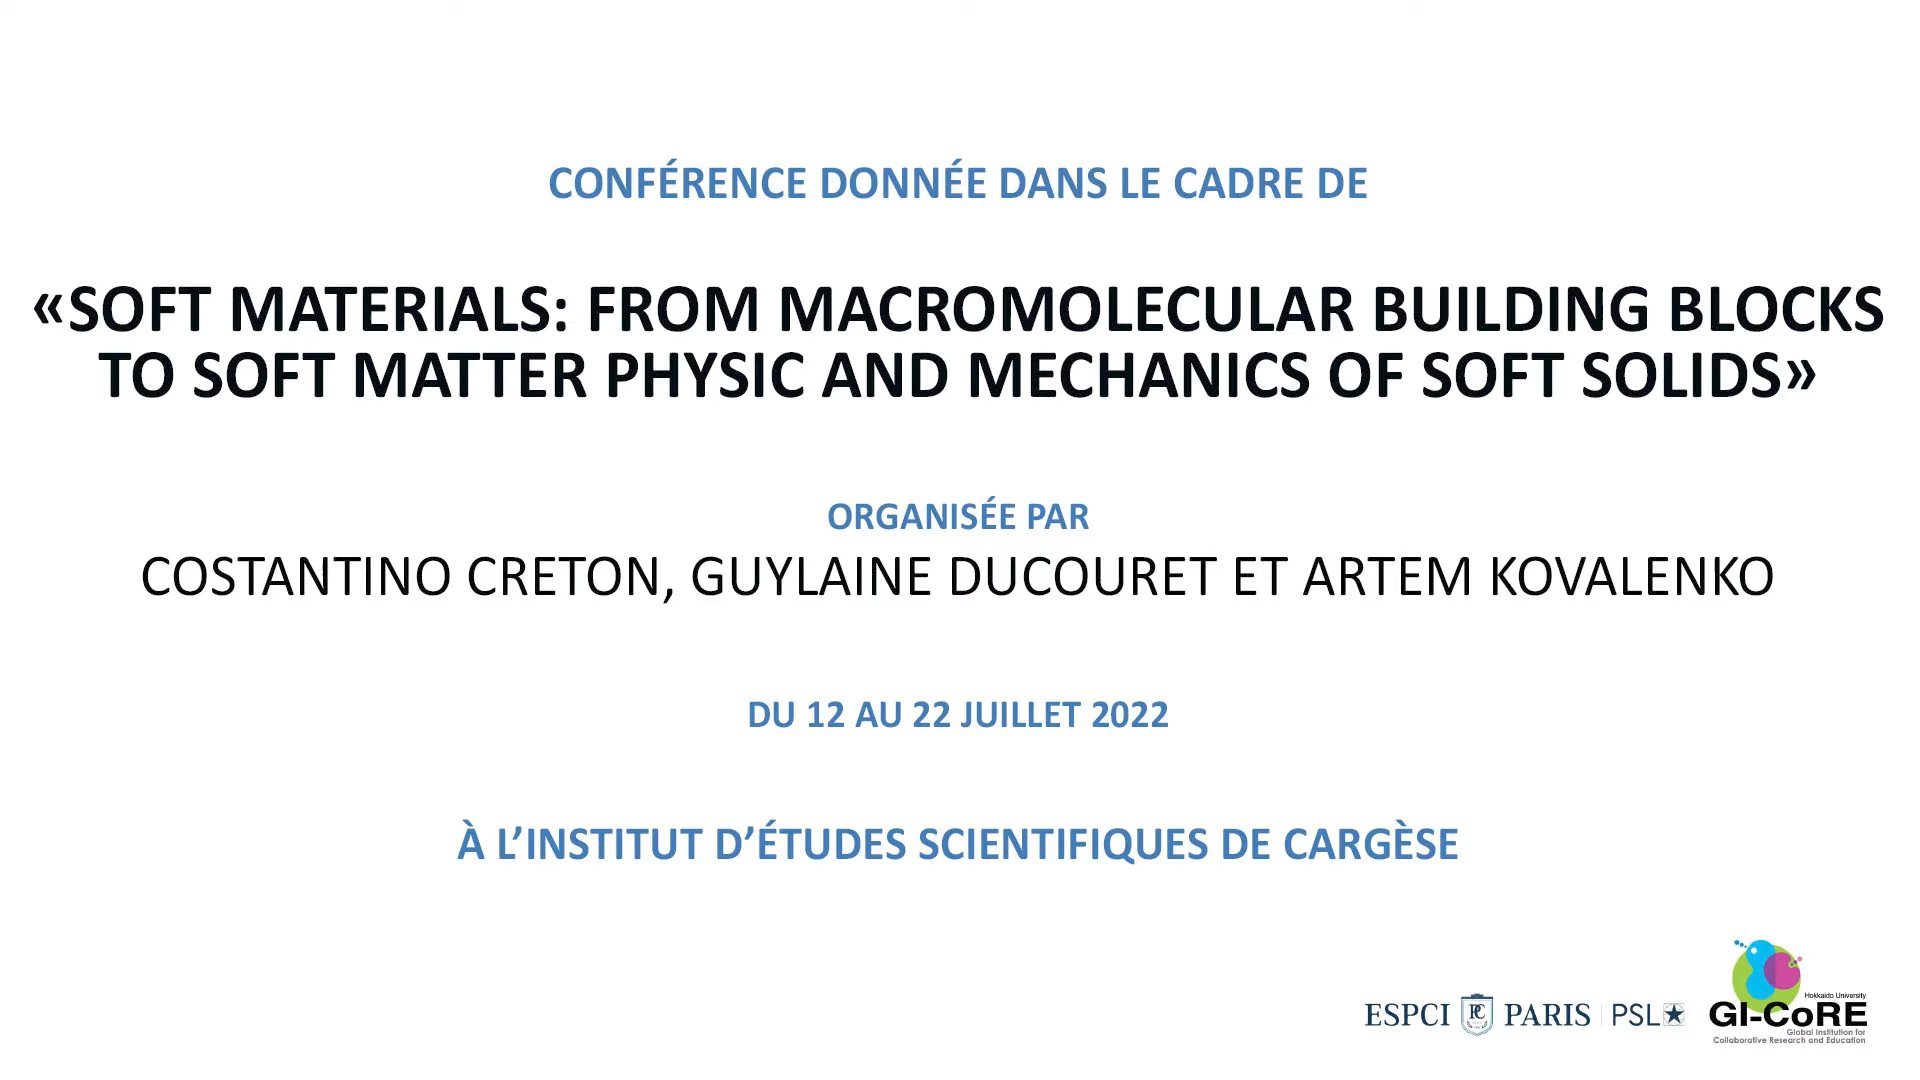 CONFÉRENCE DONNÉE DANS LE CADRE DE
«SOFT MATERIALS: FROM MACROMOLECULAR BUILDING BLOCKS
TO SOFT MATTER PHYSIC AND MECHANICS OF SOFT SOLIDS»
ORGANISÉE PAR
COSTANTINO CRETON, GUYLAINE DUCOURET ET ARTEM KOVALENKO
DU 12 AU 22 JUILLET 2022
À L’INSTITUT D’ÉTUDES SCIENTIFIQUES DE CARGÈSE
ESPCI PC PARIS | PSL
Hokkaido University
GI-CoRE
Global Institution for
Collaborative Research and Education